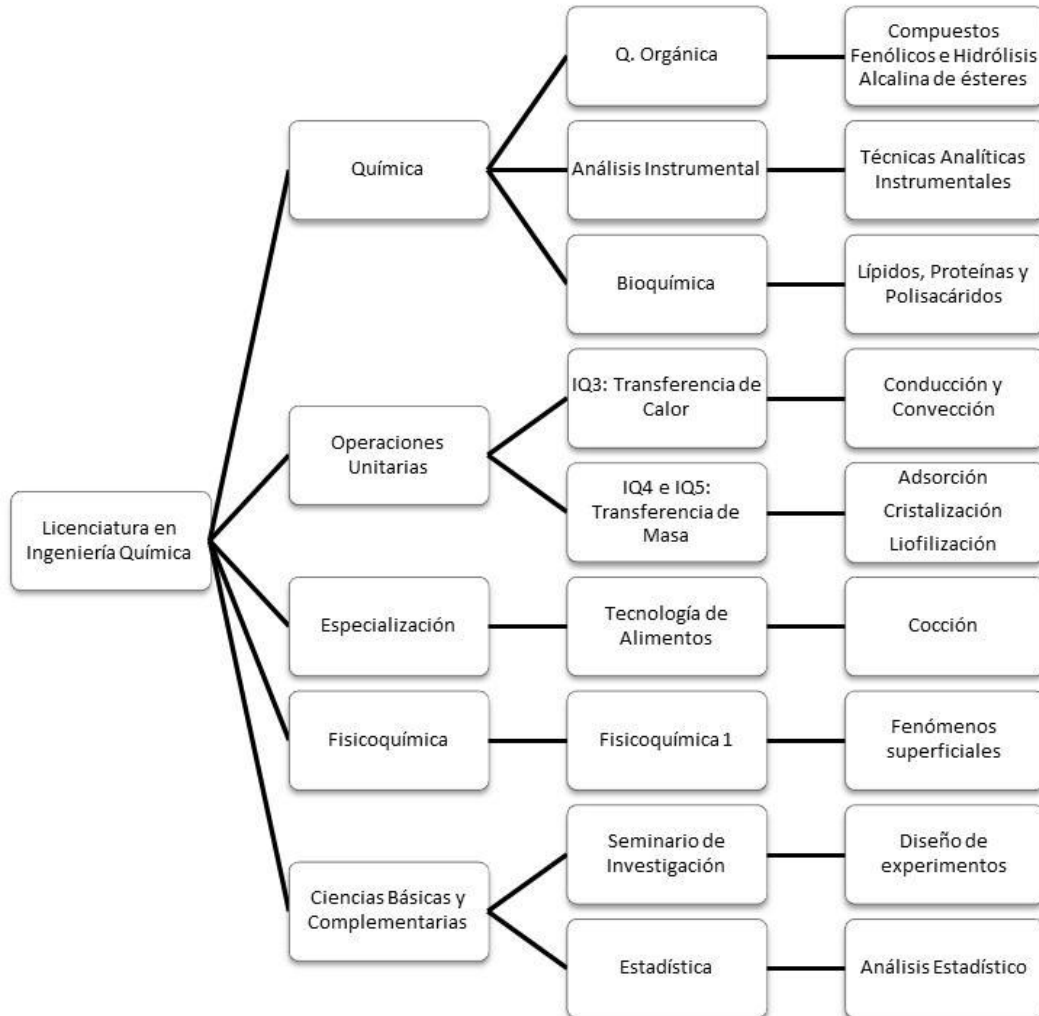 Licenciatura en
Ingeniería Química
Química
Q. Orgánica
Compuestos
Fenólicos e Hidrólisis
Alcalina de ésteres
Análisis Instrumental
Técnicas Analíticas
Instrumentales
Bioquímica
Lípidos, Proteínas y
Polisacáridos
Operaciones
Unitarias
IQ3: Transferencia de
Calor
Conducción y
Convección
IQ4 e IQ5:
Transferencia de
Masa
Adsorción
Cristalización
Liofilización
Especialización
Tecnología de
Alimentos
Cocción
Fisicoquímica
Fisicoquímica 1
Fenómenos
superficiales
Ciencias Básicas y
Complementarias
Seminario de
Investigación
Diseño de
experimentos
Estadística
Análisis Estadístico